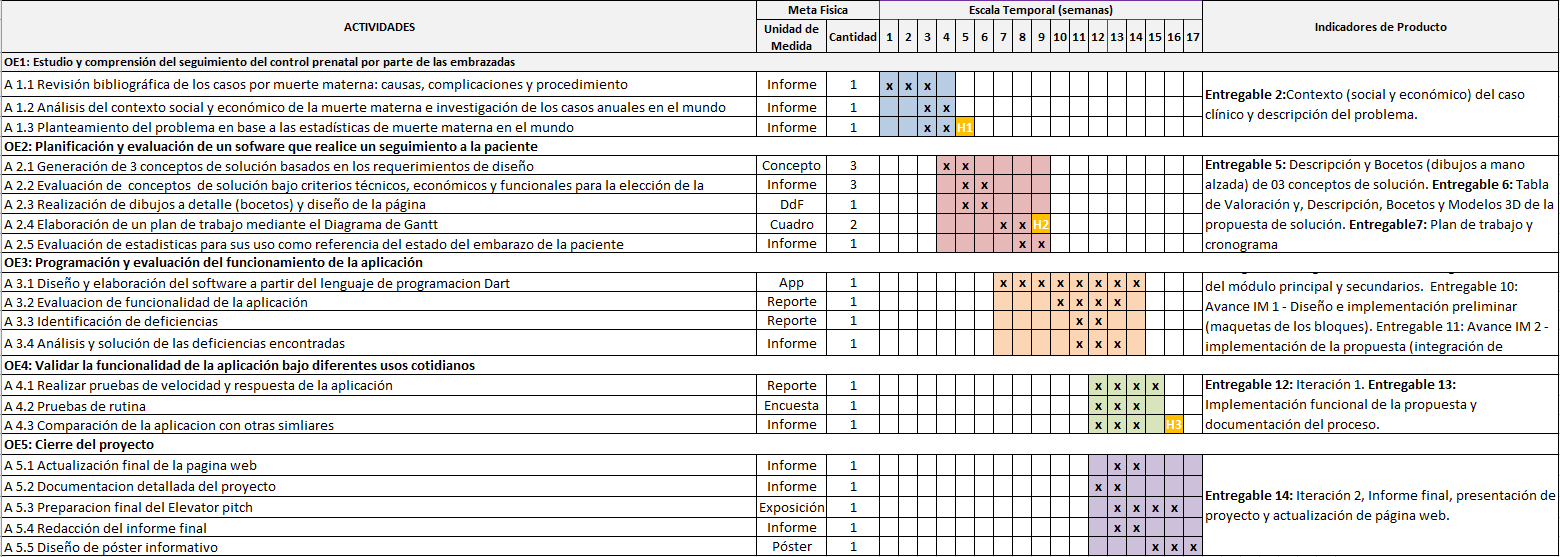 ACTIVIDADES Meta Fisica Escala Temporal (semanas) Indicadores de Producto
Unidad de Medida Cantidad 1 2 3 4 5 6 7 8 9 10 11 12 13 14 15 16 17
OE1: Estudio y comprensión del seguimiento del control prenatal por parte de las embrazadas
A 1.1 Revisión bibliográfica de los casos por muerte materna: causas, complicaciones y procedimiento Informe 1 x x x
A 1.2 Análisis del contexto social y económico de la muerte materna e investigación de los casos anuales en el mundo Informe 1 x x
A 1.3 Planteamiento del problema en base a las estadísticas de muerte materna en el mundo Informe 1 x x H1
Entregable 2:Contexto (social y económico) del caso
clínico y descripción del problema.
OE2: Planificación y evaluación de un sofware que realice un seguimiento a la paciente
A 2.1 Generación de 3 conceptos de solución basados en los requerimientos de diseño Concepto 3 x x
A 2.2 Evaluación de conceptos de solución bajo criterios técnicos, económicos y funcionales para la elección de la Informe 3 x x
A 2.3 Realización de dibujos a detalle (bocetos) y diseño de la página DdF 1 x x
A 2.4 Elaboración de un plan de trabajo mediante el Diagrama de Gantt Cuadro 2 x x H2
A 2.5 Evaluación de estadisticas para sus uso como referencia del estado del embarazo de la paciente Informe 1 x x
Entregable 5: Descripción y Bocetos (dibujos a mano
alzada) de 03 conceptos de solución. Entregable 6: Tabla
de Valoración y, Descripción, Bocetos y Modelos 3D de la
propuesta de solución. Entregable7: Plan de trabajo y
cronograma
OE3: Programación y evaluación del funcionamiento de la aplicación
A 3.1 Diseño y elaboración del software a partir del lenguaje de programacion Dart App 1 x x x x x x x x
A 3.2 Evaluacion de funcionalidad de la aplicación Reporte 1 x x x x
A 3.3 Identificación de deficiencias Reporte 1 x x
A 3.4 Análisis y solución de las deficiencias encontradas Informe 1 x x x
del módulo principal y secundarios. Entregable 10:
Avance IM 1 - Diseño e implementación preliminar
(maquetas de los bloques). Entregable 11: Avance IM 2 -
implementación de la propuesta (integración de
OE4: Validar la funcionalidad de la aplicación bajo diferentes usos cotidianos
A 4.1 Realizar pruebas de velocidad y respuesta de la aplicación Reporte 1 x x x x
A 4.2 Pruebas de rutina Encuesta 1 x x x
A 4.3 Comparación de la aplicacion con otras simliares Informe 1 x x x H3
Entregable 12: Iteración 1. Entregable 13:
Implementación funcional de la propuesta y
documentación del proceso.
OE5: Cierre del proyecto
A 5.1 Actualización final de la pagina web Informe 1 x x
A 5.2 Documentacion detallada del proyecto Informe 1 x x
A 5.3 Preparacion final del Elevator pitch Exposición 1 x x x x
A 5.4 Redacción del informe final Informe 1 x x
A 5.5 Diseño de póster informativo Póster 1 x x x
Entregable 14: Iteración 2, Informe final, presentación de
proyecto y actualización de página web.